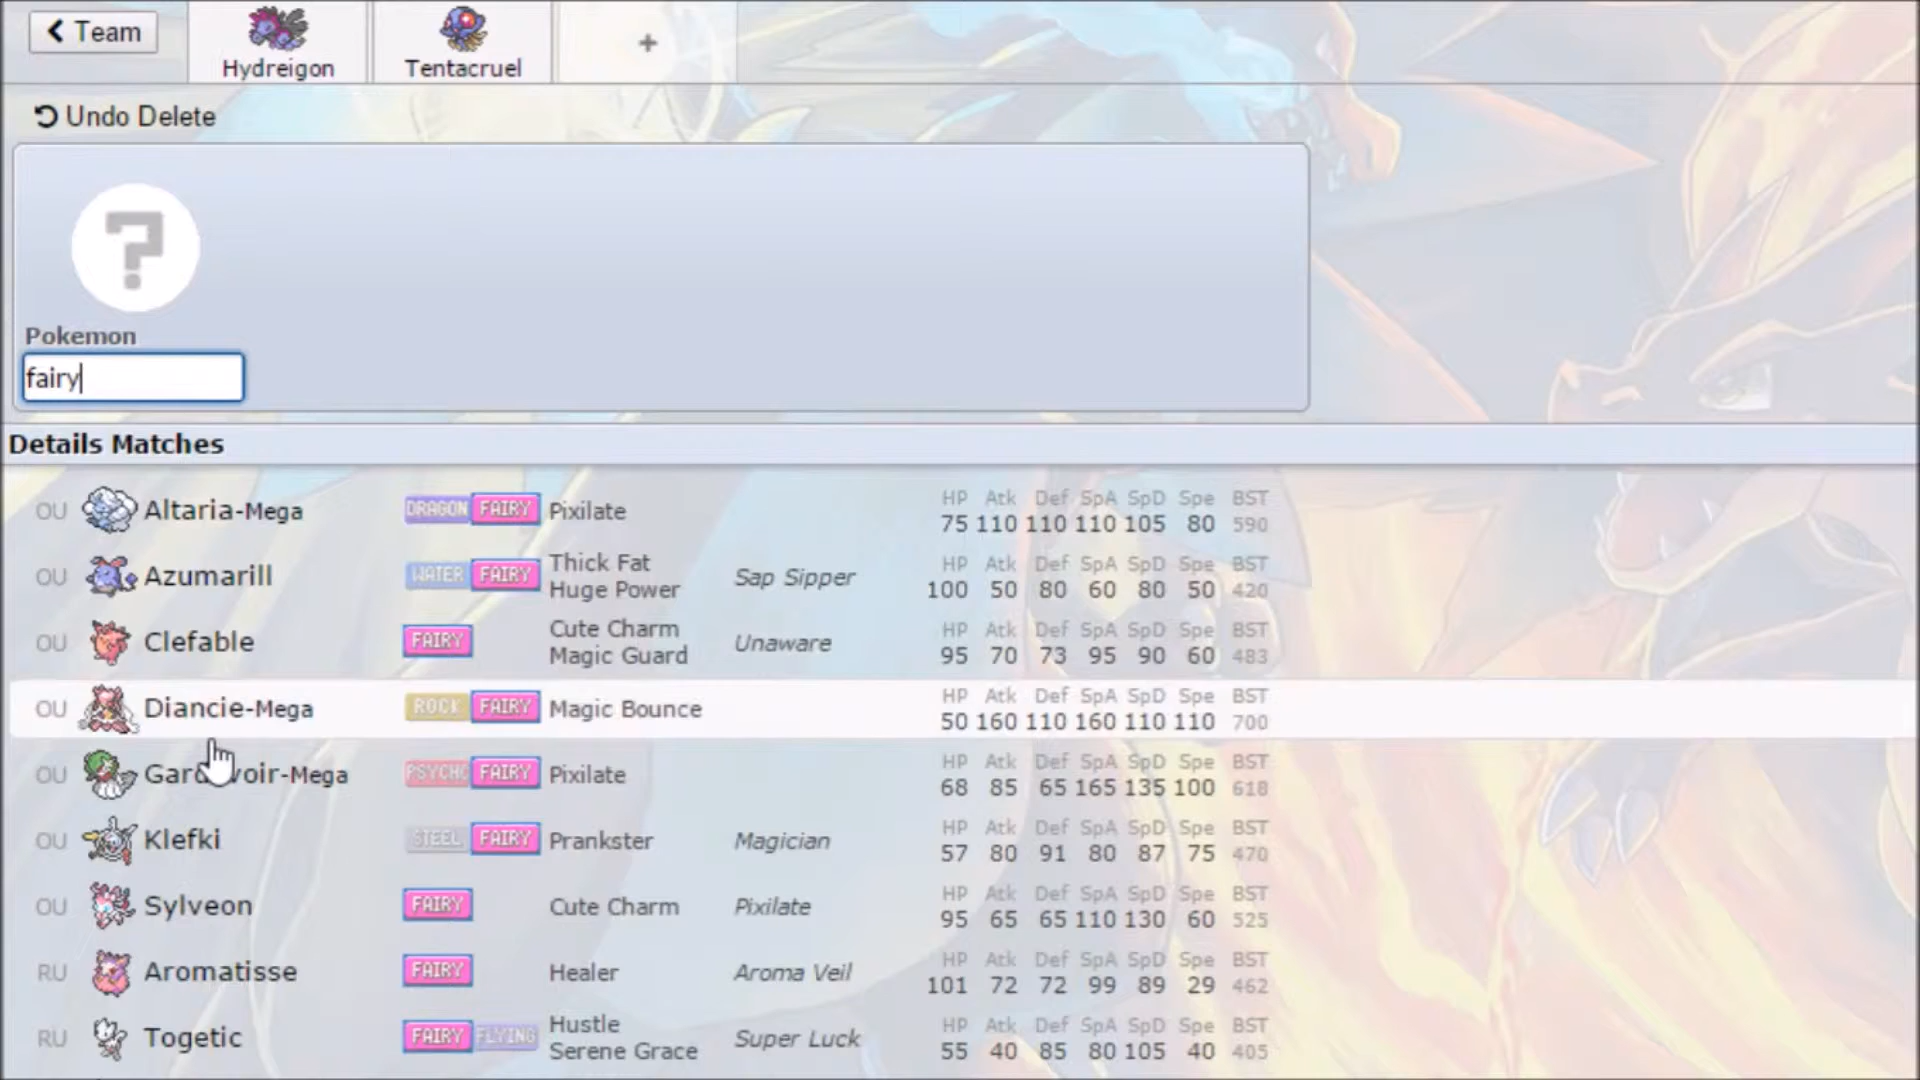 Team
Hydreigon
Tentacruel
+
Undo Delete
?
Pokemon
fairy
Details Matches
OU Altaria-Mega DRAGON FAIRY Pixilate HP 75 Atk 110 Def 110 SpA 110 SpD 105 Spe 80 BST 590
OU Azumarill WATER FAIRY Thick Fat Huge Power Sap Sipper HP 100 Atk 50 Def 80 SpA 60 SpD 80 Spe 50 BST 420
OU Clefable FAIRY Cute Charm Magic Guard Unaware HP 95 Atk 70 Def 73 SpA 95 SpD 90 Spe 60 BST 483
OU Diancie-Mega ROCK FAIRY Magic Bounce HP 50 Atk 160 Def 110 SpA 160 SpD 110 Spe 110 BST 700
OU Gardevoir-Mega PSYCHC FAIRY Pixilate HP 68 Atk 85 Def 65 SpA 165 SpD 135 Spe 100 BST 618
OU Klefki STEEL FAIRY Prankster Magician HP 57 Atk 80 Def 91 SpA 80 SpD 87 Spe 75 BST 470
OU Sylveon FAIRY Cute Charm Pixilate HP 95 Atk 65 Def 65 SpA 110 SpD 130 Spe 60 BST 525
RU Aromatisse FAIRY Healer Aroma Veil HP 101 Atk 72 Def 72 SpA 99 SpD 89 Spe 29 BST 462
RU Togetic FAIRY FLYING Hustle Serene Grace Super Luck HP 55 Atk 40 Def 85 SpA 80 SpD 105 Spe 40 BST 405